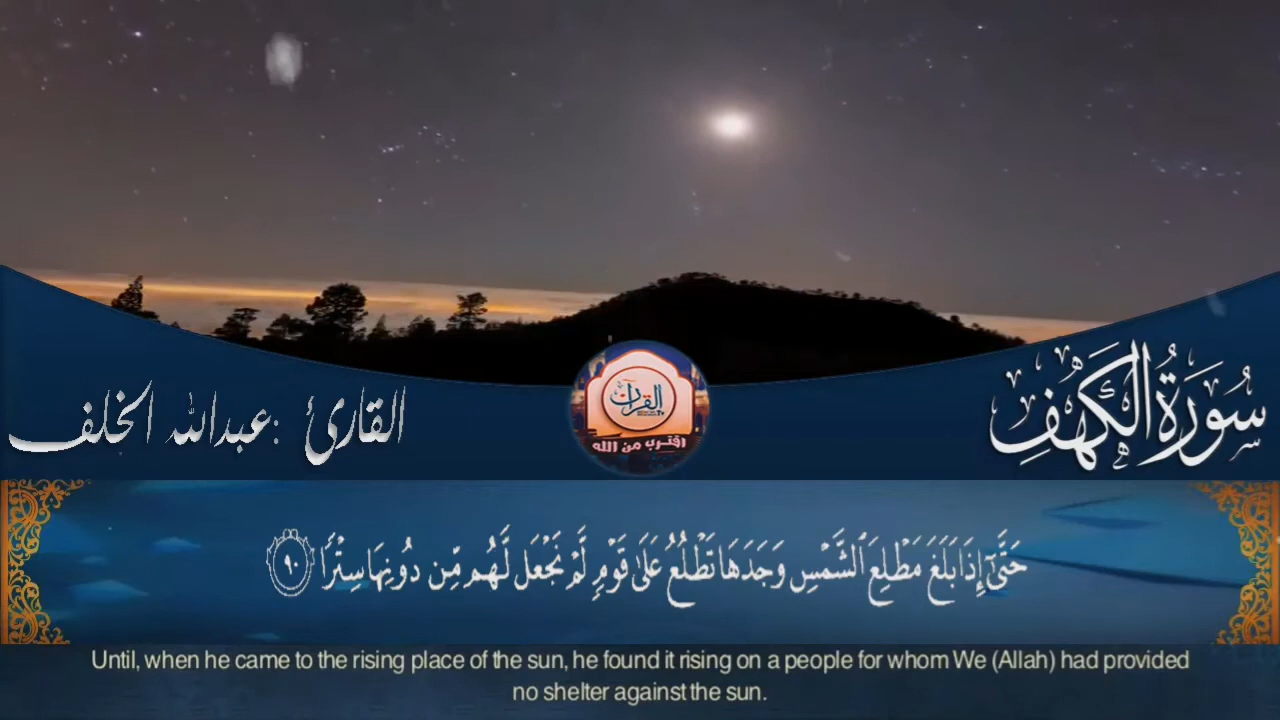 سُورَةُ الكَهْفِ
القارئ : عبدالله الخلف
القرآن
Tv
اقترب من الله
حَتَّىٰٓ إِذَا بَلَغَ مَطْلِعَ ٱلشَّمْسِ وَجَدَهَا تَطْلُعُ عَلَىٰ قَوْمٍ لَّمْ نَجْعَل لَّهُم مِّن دُونِهَا سِتْرًا ٩٠
Until, when he came to the rising place of the sun, he found it rising on a people for whom We (Allah) had provided
no shelter against the sun.